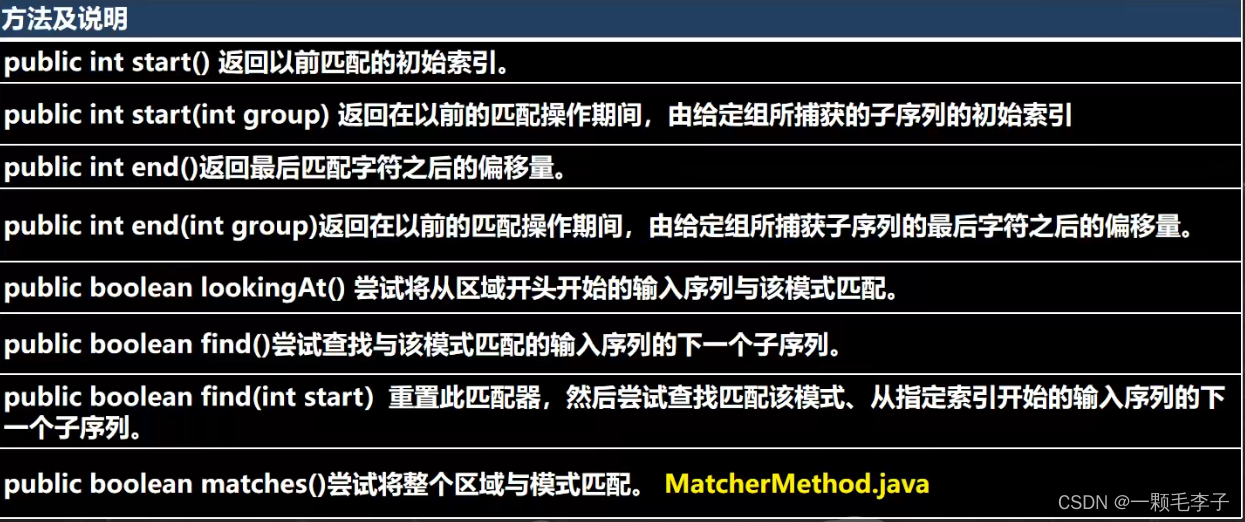 方法及说明
public int start() 返回以前匹配的初始索引。
public int start(int group) 返回在以前的匹配操作期间，由给定组所捕获的子序列的初始索引
public int end()返回最后匹配字符之后的偏移量。
public int end(int group)返回在以前的匹配操作期间，由给定组所捕获子序列的最后字符之后的偏移量。
public boolean lookingAt() 尝试将从区域开头开始的输入序列与该模式匹配。
public boolean find()尝试查找与该模式匹配的输入序列的下一个子序列。
public boolean find(int start) 重置此匹配器，然后尝试查找匹配该模式、从指定索引开始的输入序列的下
一个子序列。
public boolean matches()尝试将整个区域与模式匹配。 MatcherMethod.java
CSDN @一颗毛李子